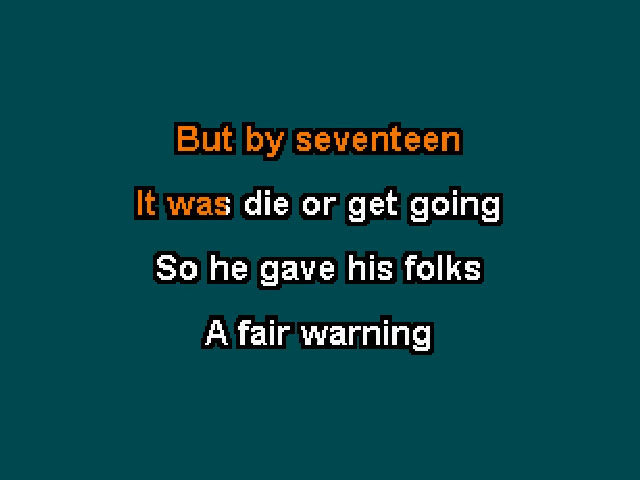 But by seventeen
It was die or get going
So he gave his folks
A fair warning